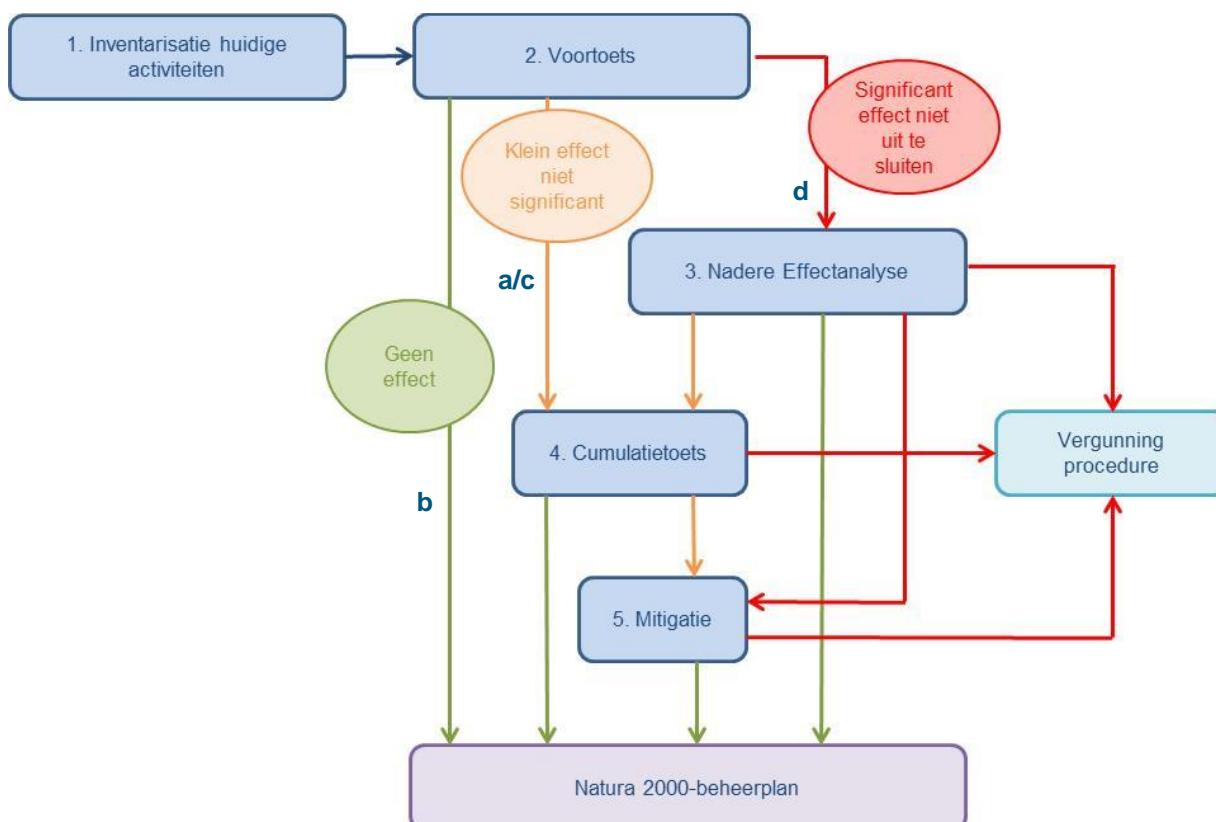 1. Inventarisatie huidige
activiteiten
2. Voortoets
Significant
effect niet
uit te
sluiten
Klein effect
niet
significant
d
3. Nadere Effectanalyse
a/c
Geen
effect
4. Cumulatietoets
Vergunning
procedure
b
5. Mitigatie
Natura 2000-beheerplan